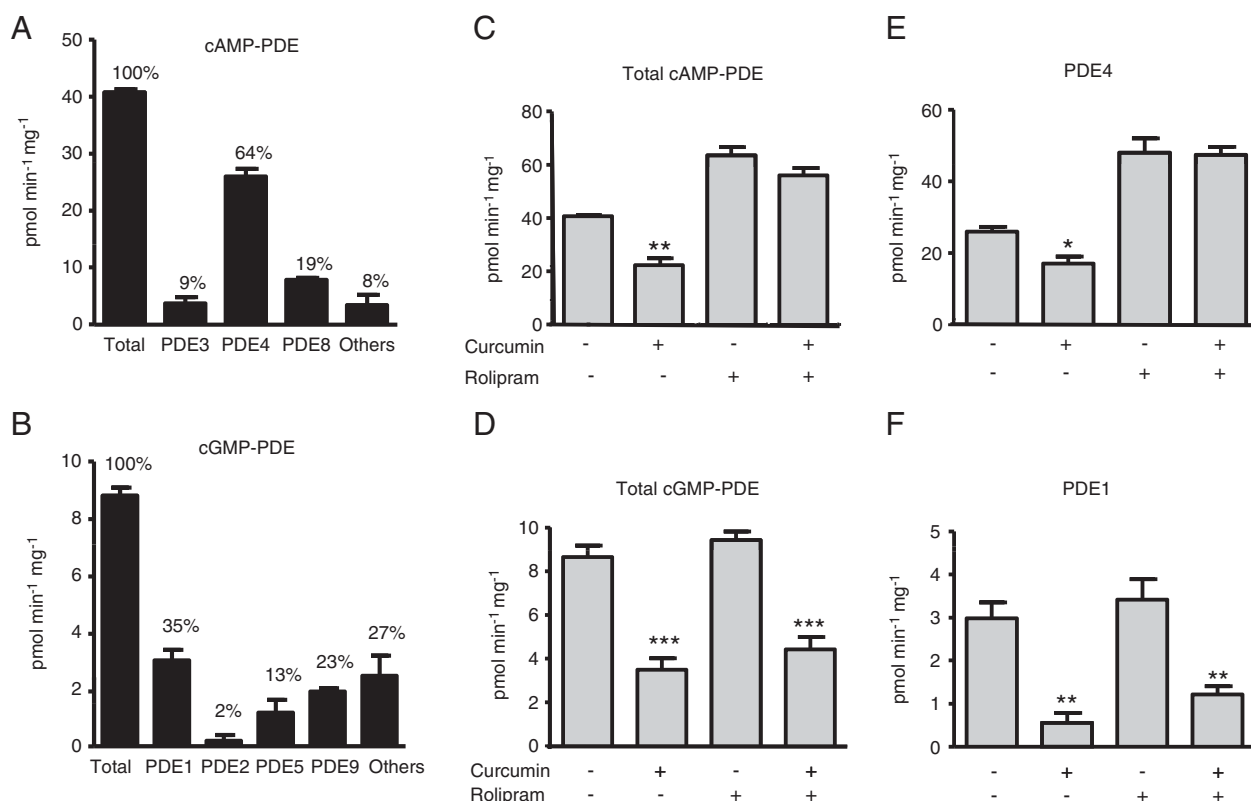 A
cAMP-PDE
pmol min-1 mg-1
50
40
30
20
10
0
100%
9%
64%
19%
8%
Total PDE3 PDE4 PDE8 Others
B
cGMP-PDE
pmol min-1 mg-1
10
8
6
4
2
0
100%
35%
2%
13%
23%
27%
Total PDE1 PDE2 PDE5 PDE9 Others
C
Total cAMP-PDE
pmol min-1 mg-1
80
60
40
20
0
**
Curcumin - + - +
Rolipram - - + +
D
Total cGMP-PDE
pmol min-1 mg-1
10
8
6
4
2
0
***
***
Curcumin - + - +
Rolipram - - + +
E
PDE4
pmol min-1 mg-1
60
40
20
0
*
- + - +
- - + +
F
PDE1
pmol min-1 mg-1
5
4
3
2
1
0
**
**
- + - +
- - + +